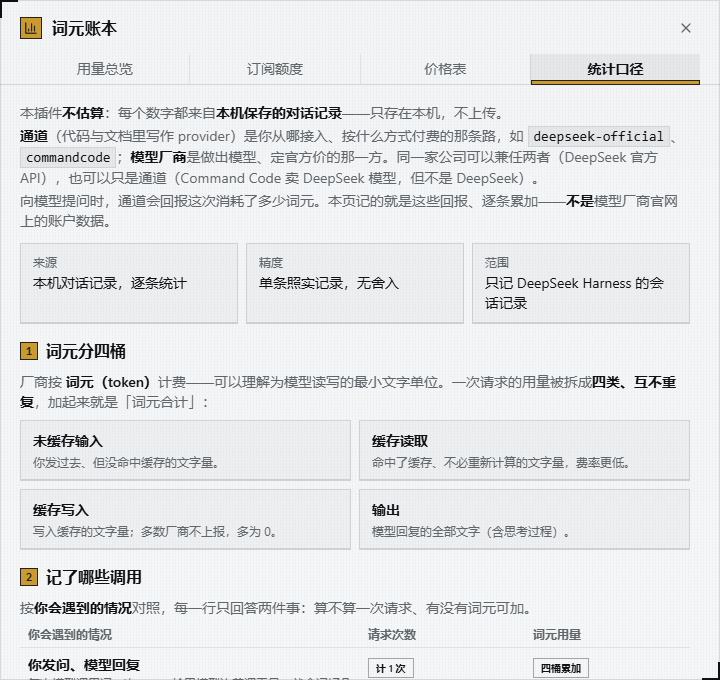 词元账本
用量总览
订阅额度
价格表
统计口径
本插件不估算：每个数字都来自本机保存的对话记录——只存在本机，不上传。
通道（代码与文档里写作 provider）是你从哪接入、按什么方式付费的那条路，如 deepseek-official、
commandcode；模型厂商是做出模型、定官方价的那一方。同一家公司可以兼任两者（DeepSeek 官方
API），也可以只是通道（Command Code 卖 DeepSeek 模型，但不是 DeepSeek）。
向模型提问时，通道会回报这次消耗了多少词元。本页记的就是这些回报、逐条累加——不是模型厂商官网
上的账户数据。
来源
本机对话记录，逐条统计
精度
单条照实记录，无舍入
范围
只记 DeepSeek Harness 的会
话记录
1 词元分四桶
厂商按 词元（token）计费——可以理解为模型读写的最小文字单位。一次请求的用量被拆成四类、互不重
复，加起来就是「词元合计」：
未缓存输入
你发过去、但没命中缓存的文字量。
缓存读取
命中了缓存、不必重新计算的文字量，费率更低。
缓存写入
写入缓存的文字量；多数厂商不上报，多为 0。
输出
模型回复的全部文字（含思考过程）。
2 记了哪些调用
按你会遇到的情况对照，每一行只回答两件事：算不算一次请求、有没有词元可加。
你会遇到的情况
请求次数
词元用量
你发问、模型回复
计 1 次
四桶累加